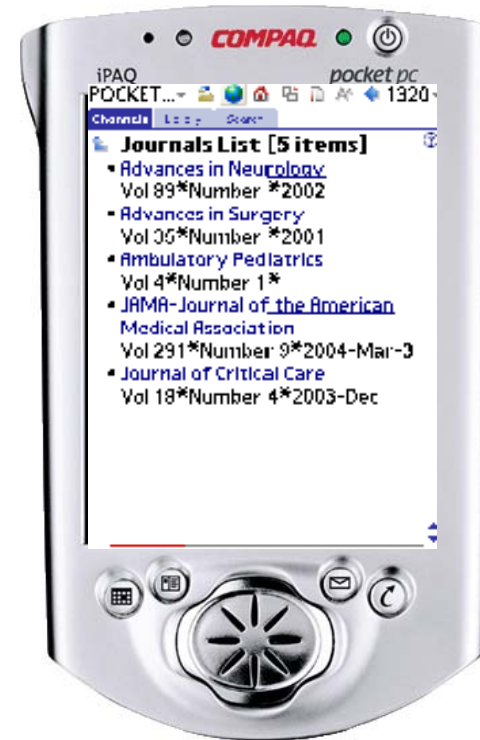 COMPAQ
iPAQ pocket pc
POCKET... 1320
Channels Search
Journals List [5 items]
Advances in Neurology
Vol 89*Number *2002
Advances in Surgery
Vol 35*Number *2001
Ambulatory Pediatrics
Vol 4*Number 1*
JAMA-Journal of the American
Medical Association
Vol 291*Number 9*2004-Mar-3
Journal of Critical Care
Vol 18*Number 4*2003-Dec